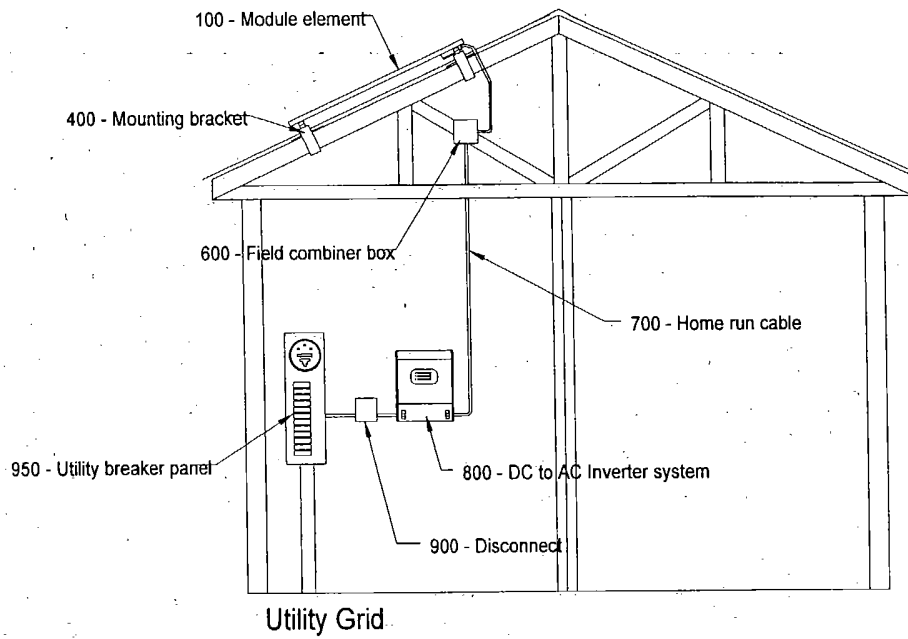 100 - Module element
400 - Mounting bracket
600 - Field combiner box
700 - Home run cable
950 - Utility breaker panel
800 - DC to AC Inverter system
900 - Disconnect
Utility Grid